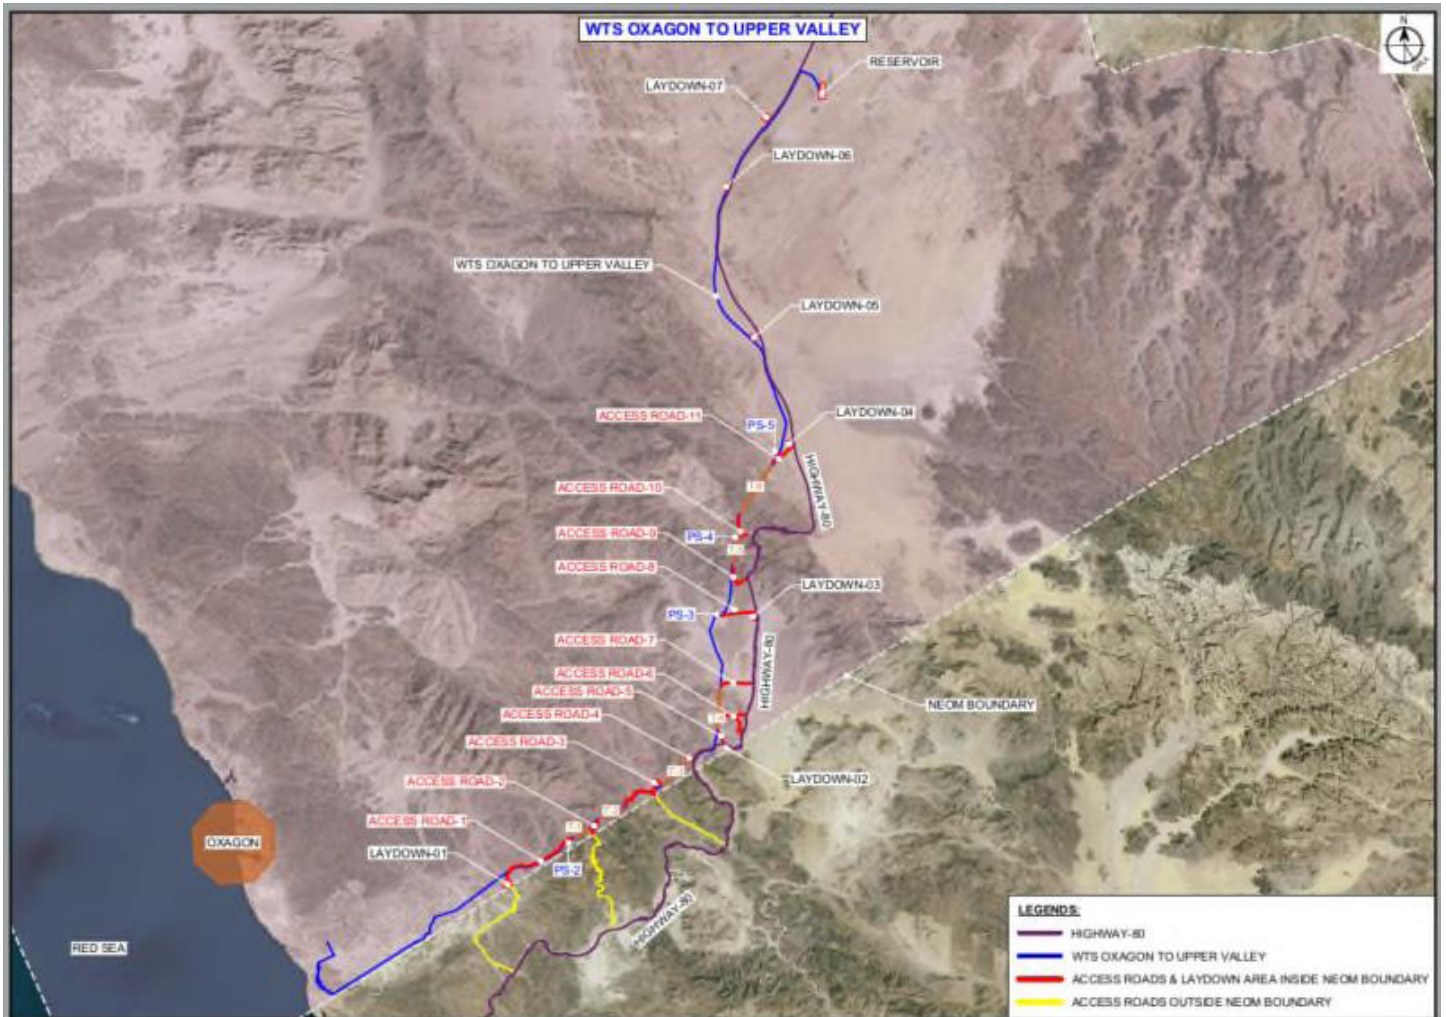 WTS OXAGON TO UPPER VALLEY
N
RESERVOIR
LAYDOWN-07
LAYDOWN-06
WTS OXAGON TO UPPER VALLEY
LAYDOWN-05
ACCESS ROAD-11
LAYDOWN-04
PS-5
HIGHWAY-80
ACCESS ROAD-10
ACCESS ROAD-9
PS-4
ACCESS ROAD-8
LAYDOWN-03
PS-3
ACCESS ROAD-7
HIGHWAY-80
ACCESS ROAD-6
ACCESS ROAD-5
NEOM BOUNDARY
ACCESS ROAD-4
ACCESS ROAD-3
T-3
LAYDOWN-02
ACCESS ROAD-2
T-2
ACCESS ROAD-1
T-1
OXAGON
LAYDOWN-01
PS-2
HIGHWAY-80
RED SEA
LEGENDS:
HIGHWAY-80
WTS OXAGON TO UPPER VALLEY
ACCESS ROADS & LAYDOWN AREA INSIDE NEOM BOUNDARY
ACCESS ROADS OUTSIDE NEOM BOUNDARY